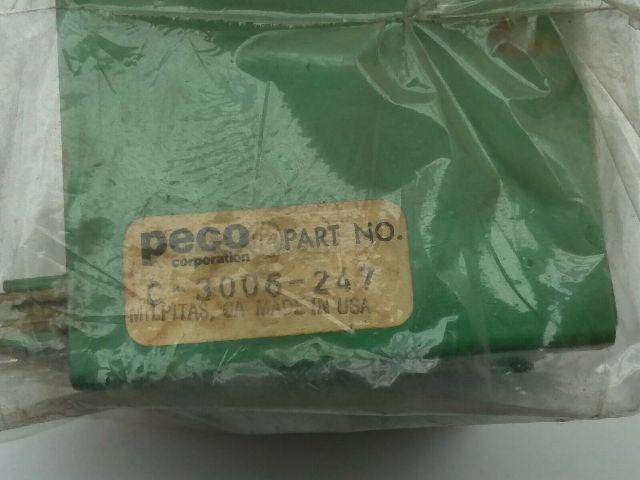 peco PART NO.
corporation
C-3006-247
MILPITAS, CA MADE IN USA